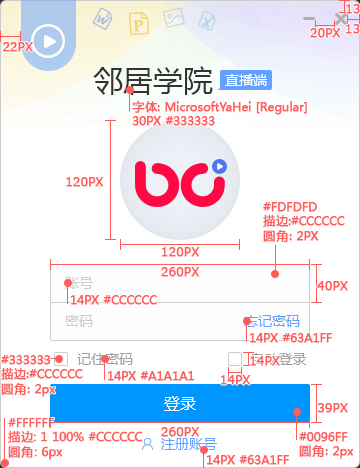 13
13
20PX
22PX
邻居学院 直播端
字体: MicrosoftYaHei [Regular]
30PX #333333
120PX
120PX
#FDFDFD
描边:#CCCCCC
圆角: 2PX
260PX
账号
14PX #CCCCCC
40PX
密码 忘记密码
14PX #63A1FF
#333333
描边:#CCCCCC
圆角: 2px
记住密码
14PX #A1A1A1
14PX
登录
14PX
登录
39PX
260PX
#FFFFFF
描边: 1 100% #CCCCCC
圆角: 6px
注册账号
14PX #63A1FF
#0096FF
圆角: 2px